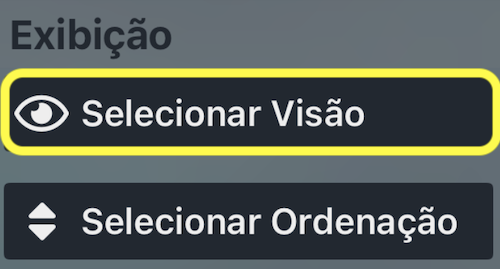 Exibição
Selecionar Visão
Selecionar Ordenação